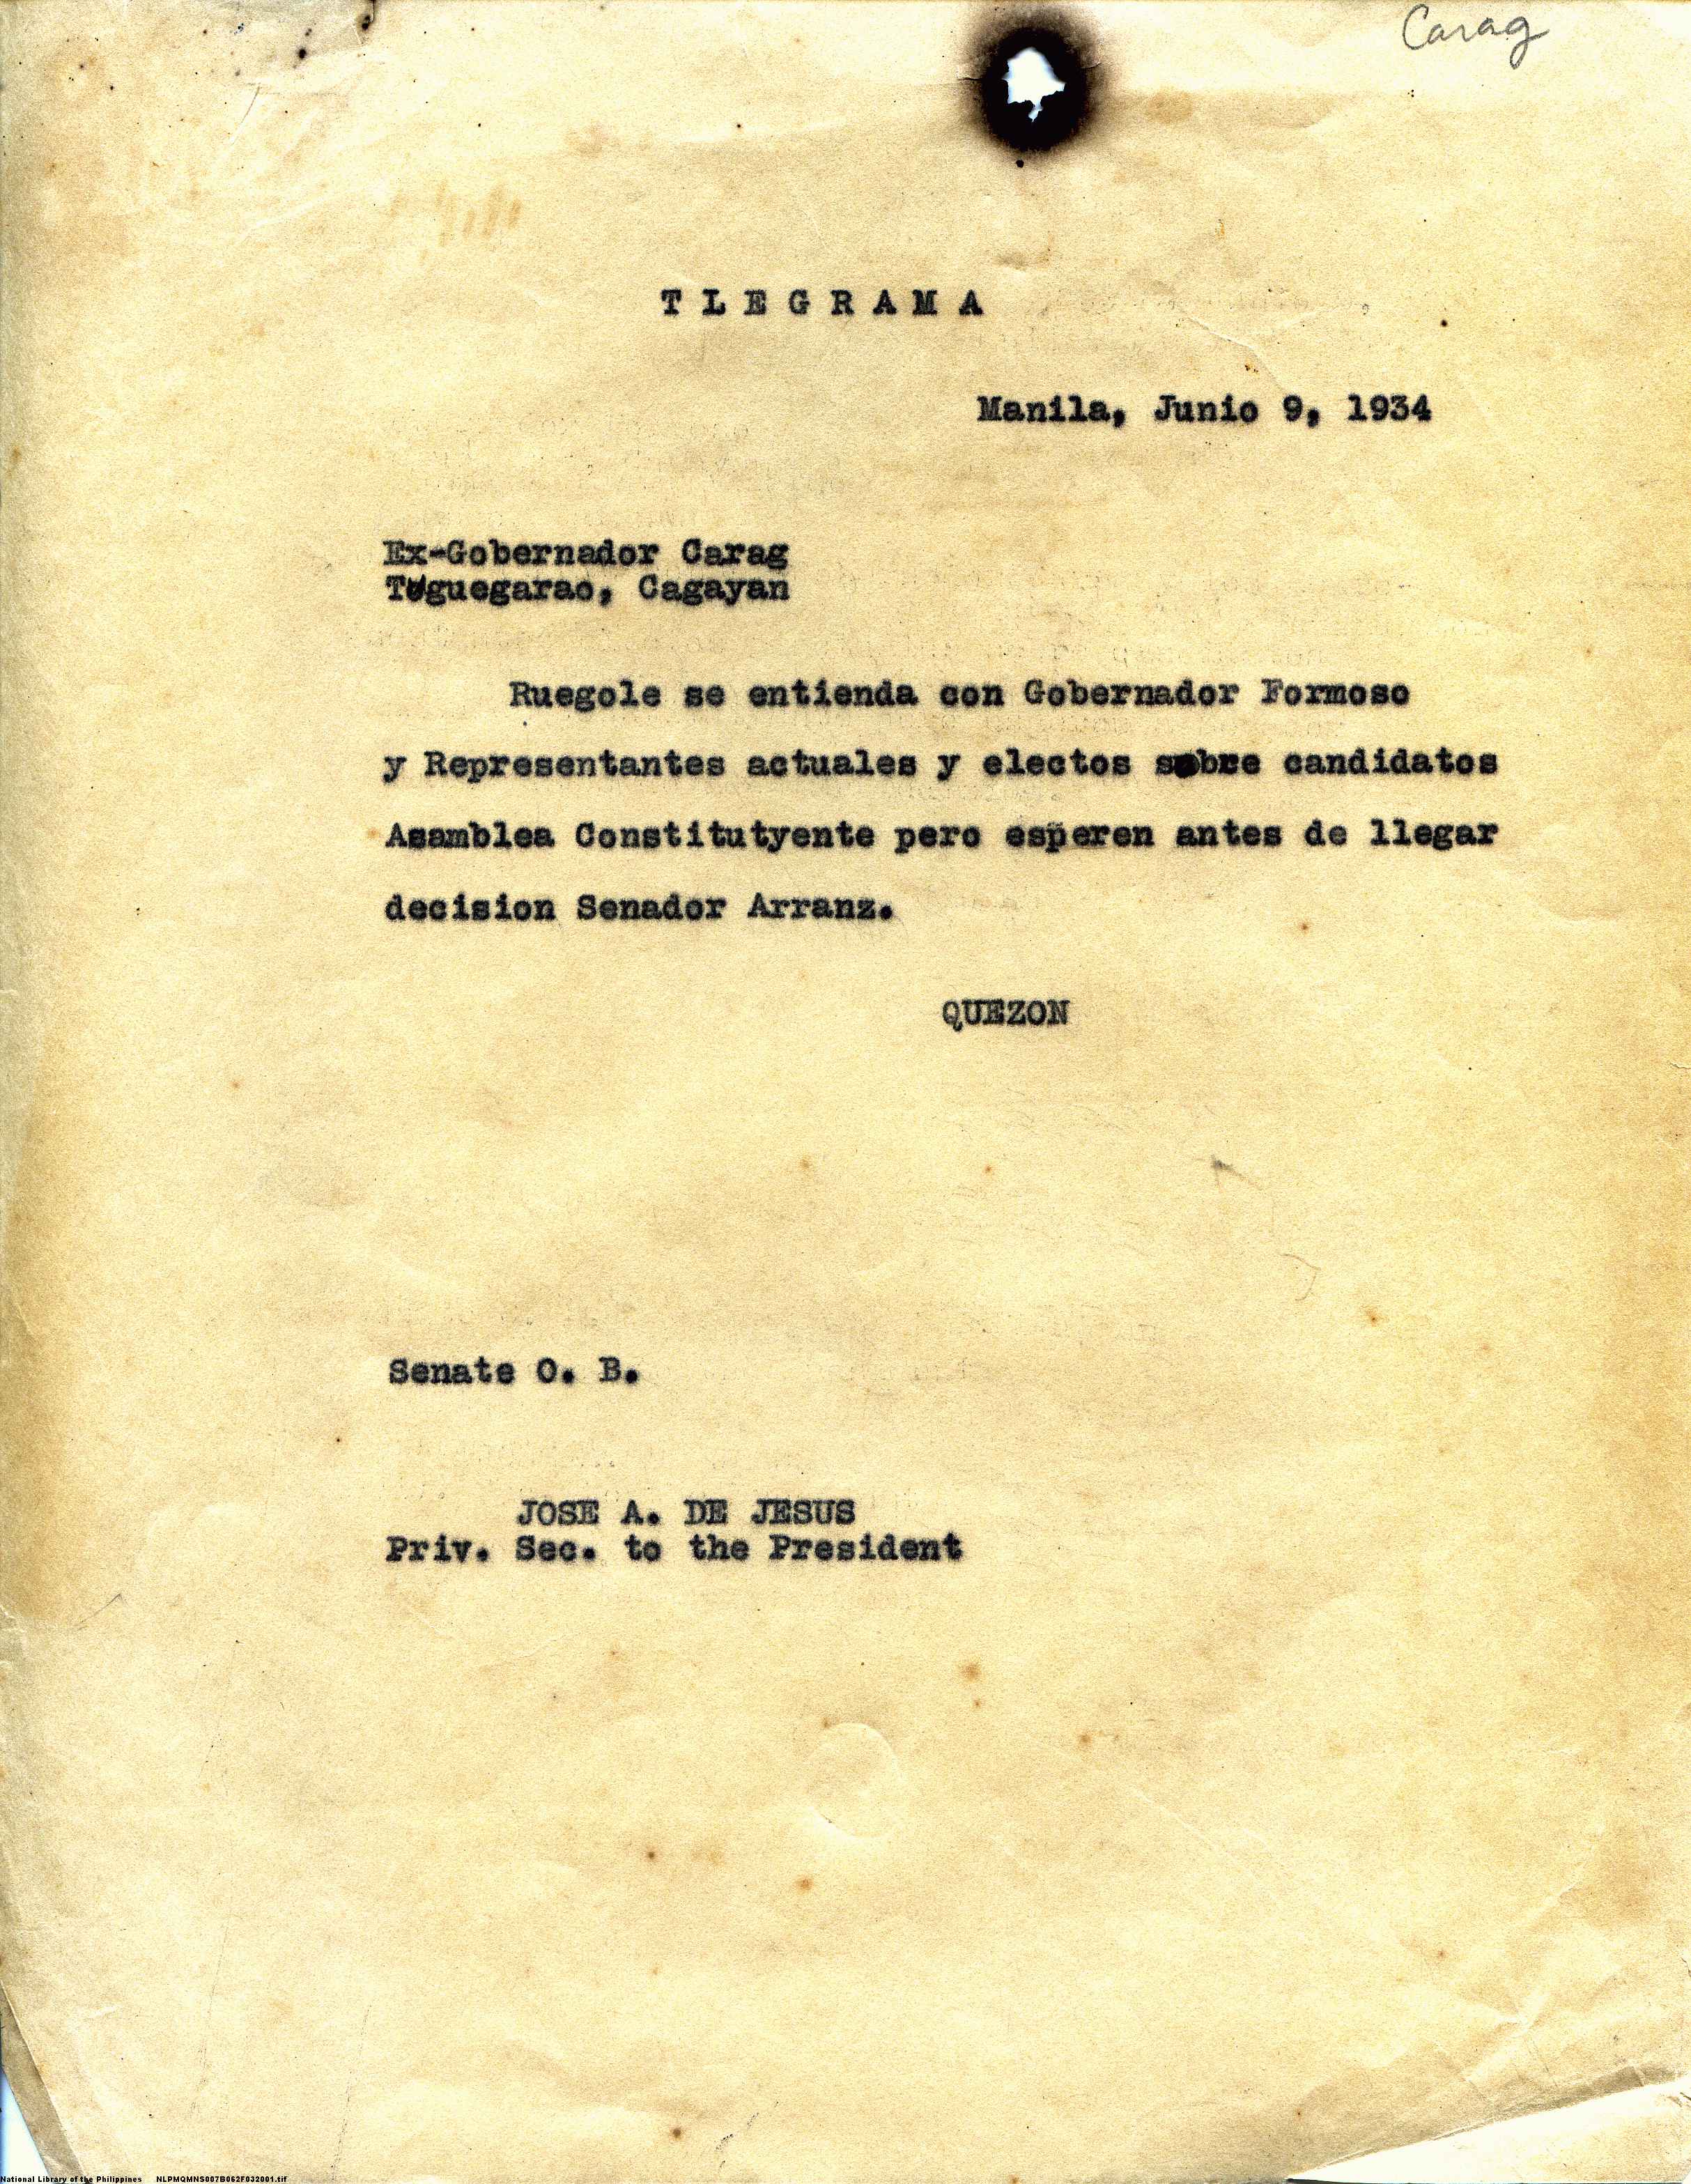 Carag
T L E G R A M A
Manila, Junio 9, 1934
Ex-Gobernador Carag
Tuguegarao, Cagayan
Ruegole se entienda con Gobernador Formoso
y Representantes actuales y electos sobre candidatos
Asamblea Constitutyente pero esperen antes de llegar
decision Senador Arranz.
QUEZON
Senate O. B.
JOSE A. DE JESUS
Priv. Sec. to the President
National Library of the Philippines NLPMQMNS007B062F032001.tif